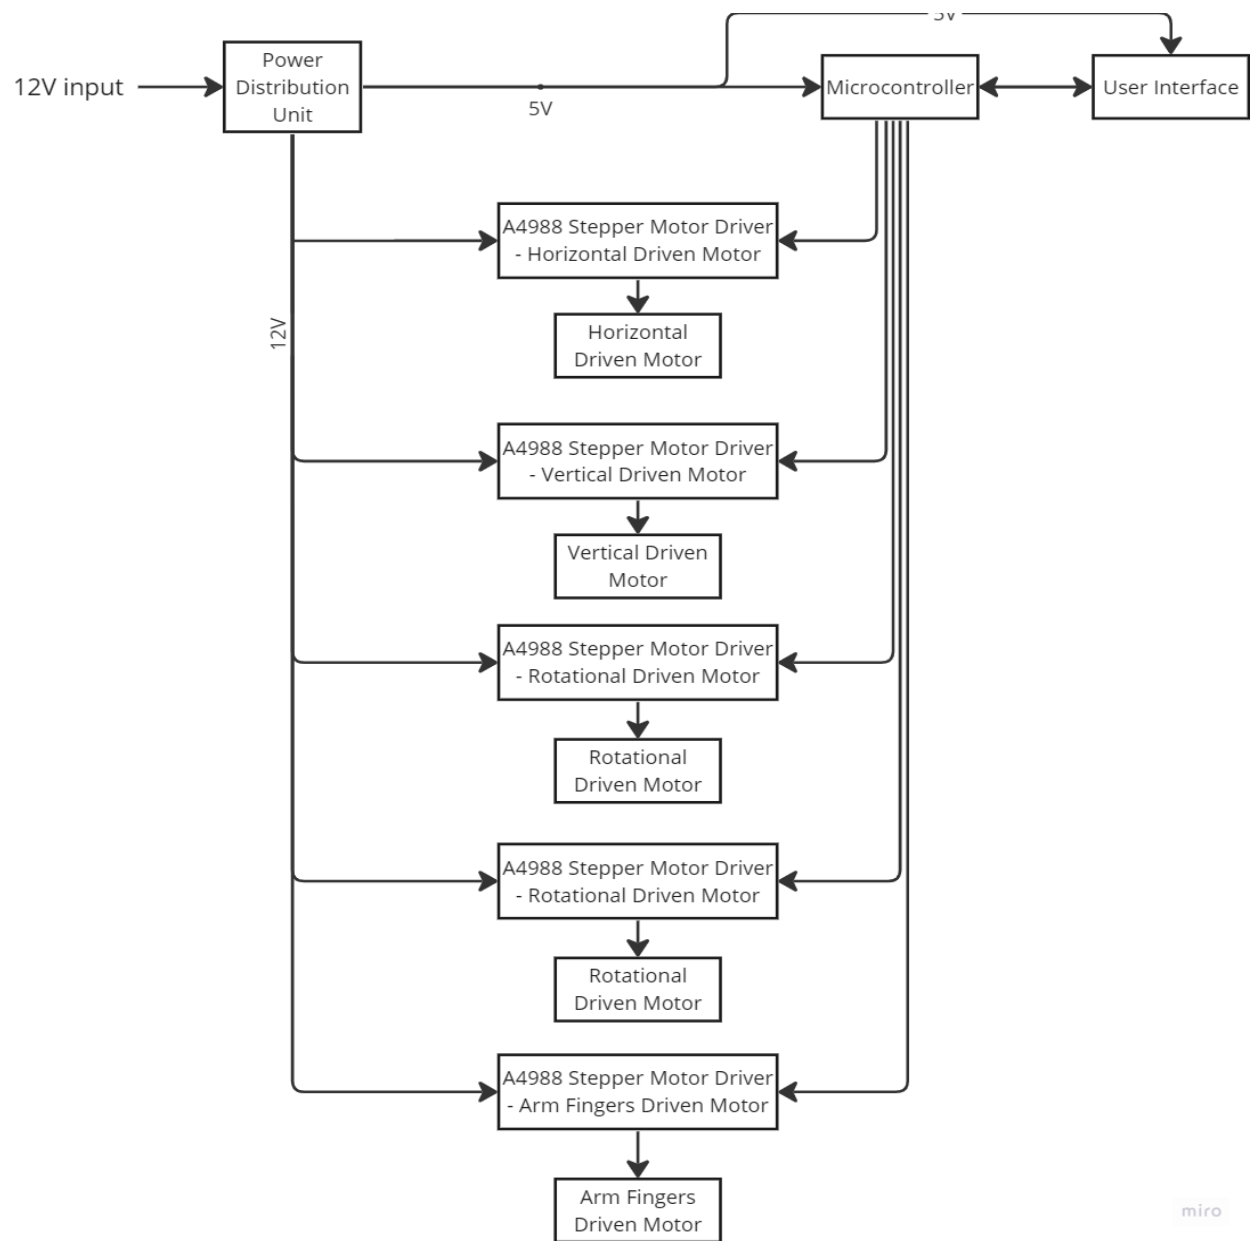 5V
12V input
Power
Distribution
Unit
5V
Microcontroller
User Interface
A4988 Stepper Motor Driver
- Horizontal Driven Motor
Horizontal
Driven Motor
12V
A4988 Stepper Motor Driver
- Vertical Driven Motor
Vertical Driven
Motor
A4988 Stepper Motor Driver
- Rotational Driven Motor
Rotational
Driven Motor
A4988 Stepper Motor Driver
- Rotational Driven Motor
Rotational
Driven Motor
A4988 Stepper Motor Driver
- Arm Fingers Driven Motor
Arm Fingers
Driven Motor
miro